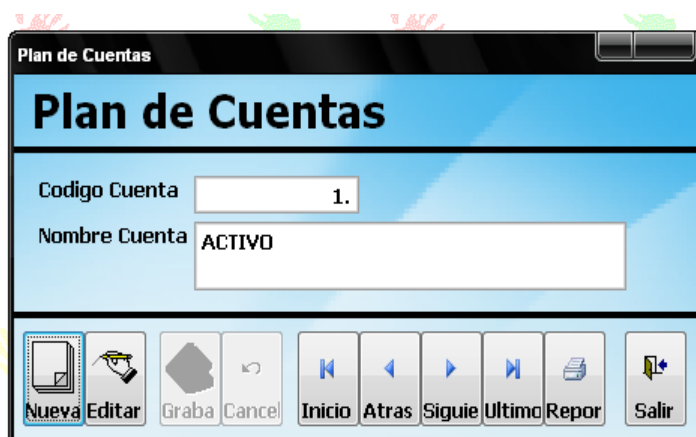 Plan de Cuentas
Plan de Cuentas
Codigo Cuenta 1.
Nombre Cuenta ACTIVO
Nueva Editar Graba Cancel Inicio Atras Siguie Ultimo Repor Salir